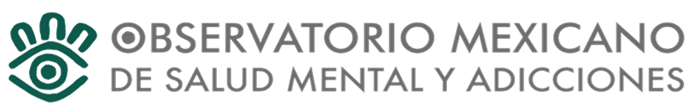 OBSERVATORIO MEXICANO
DE SALUD MENTAL Y ADICCIONES